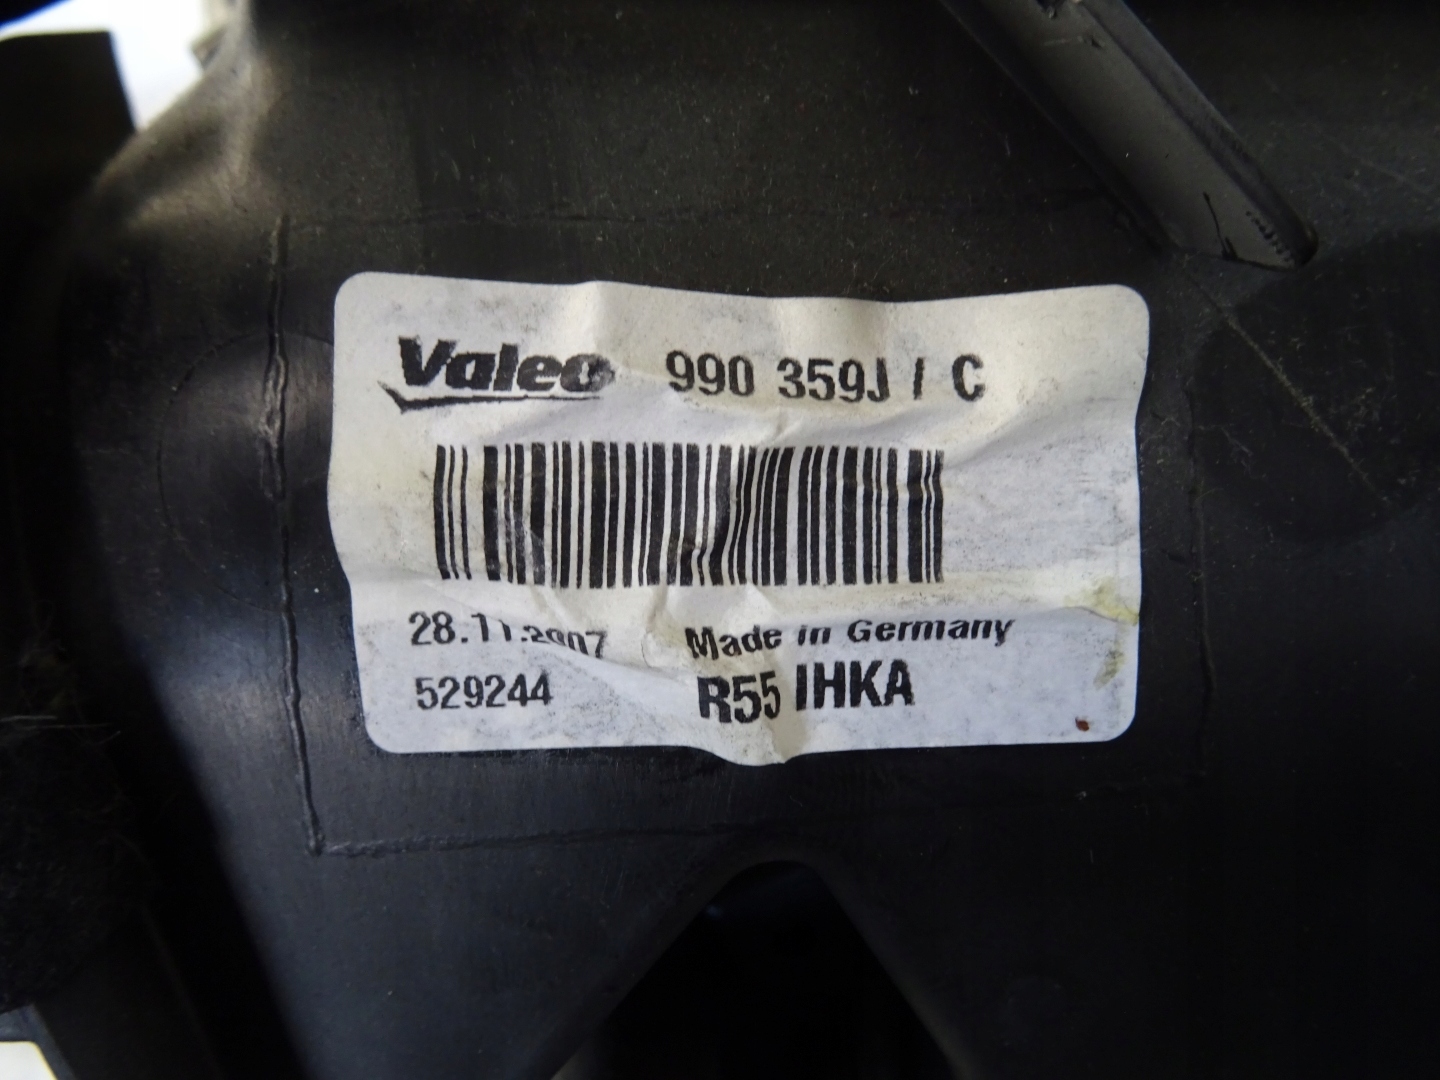 Valeo 990 359J / C
28.11.2007 Made in Germany
529244 R55 IHKA